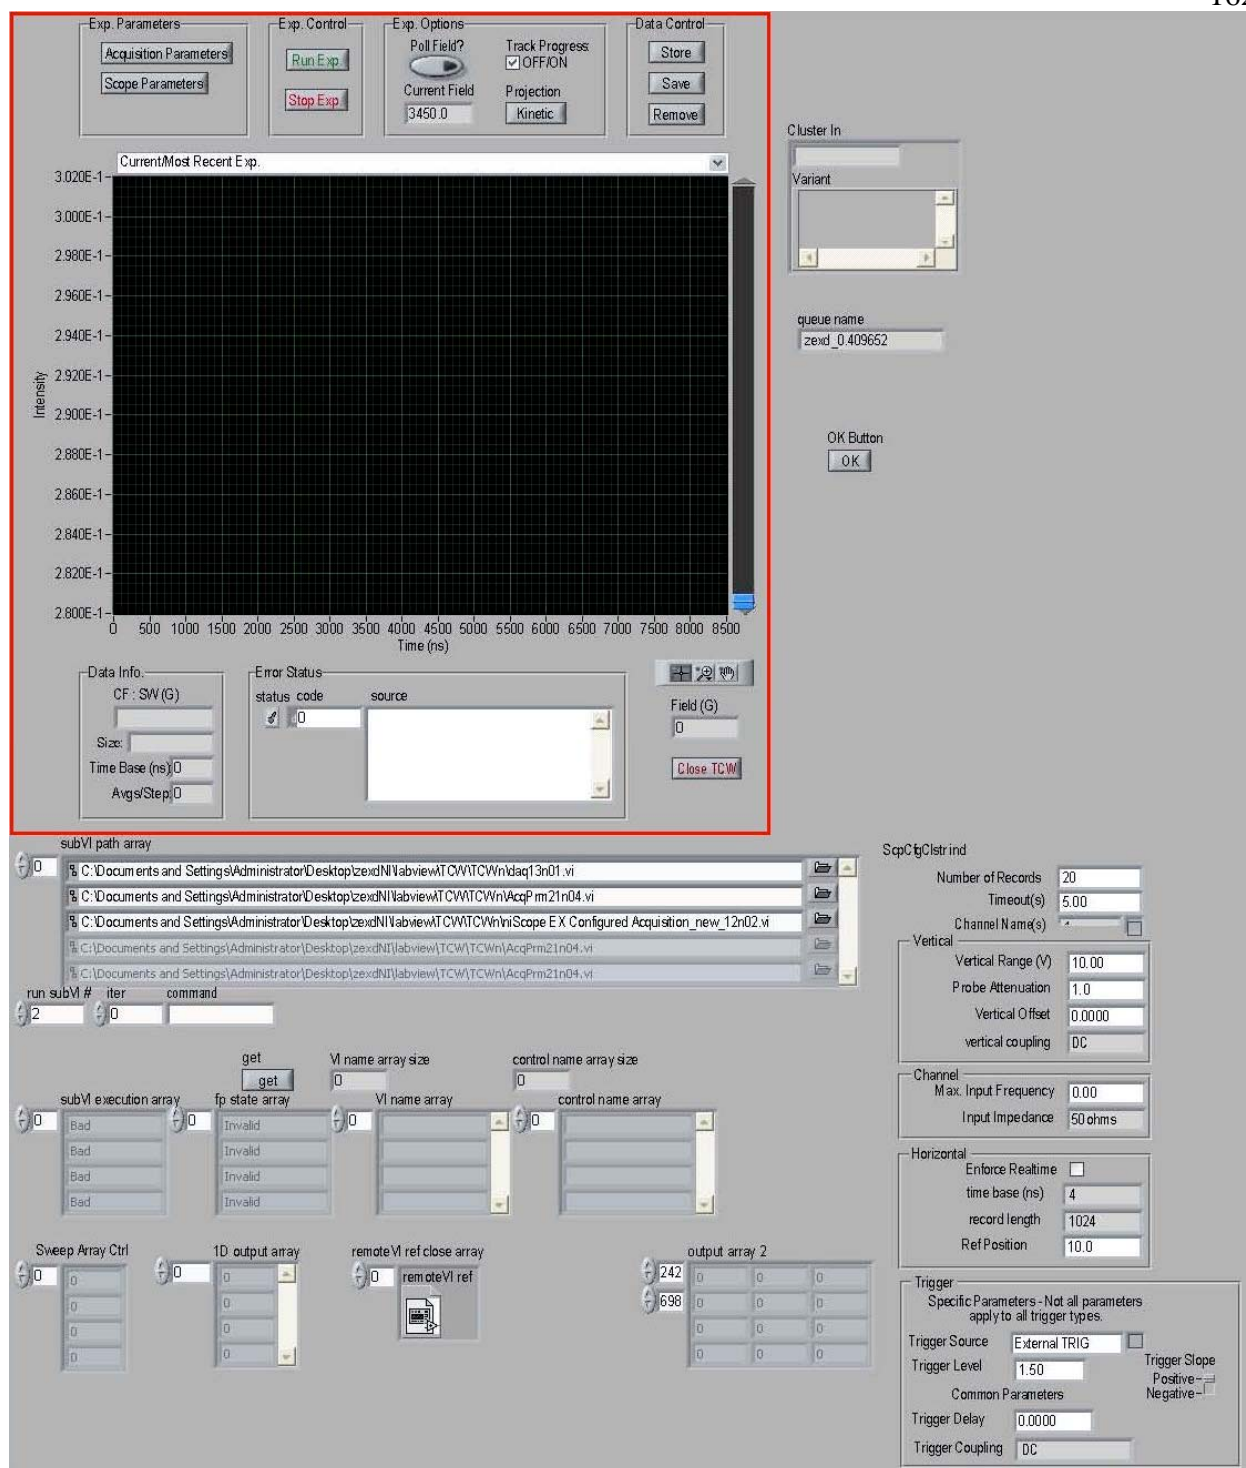 Exp. Parameters Exp. Control Exp. Options Data Control
Acquisition Parameters
Scope Parameters
Run Exp.
Stop Exp.
Poll Field? Track Progress:
OFF/ON
Current Field Projection
3450.0 Kinetic
Store
Save
Remove
Current/Most Recent Exp.
3.020E-1
3.000E-1
2.980E-1
2.960E-1
2.940E-1
2.920E-1
2.900E-1
2.880E-1
2.860E-1
2.840E-1
2.820E-1
2.800E-1
Intensity
0 500 1000 1500 2000 2500 3000 3500 4000 4500 5000 5500 6000 6500 7000 7500 8000 8500
Time (ns)
Cluster In
Variant
queue name
zexd_0.409652
OK Button
OK
Data Info.
CF : SW (G)
Size:
Time Base (ns) 0
Avgs/Step 0
Error Status
status code source
0
Field (G)
0
Close TCW
subVI path array
0
C:\Documents and Settings\Administrator\Desktop\zexdNI\labview\TCW\TCWn\daq13n01.vi
C:\Documents and Settings\Administrator\Desktop\zexdNI\labview\TCW\TCWn\AcqPrm21n04.vi
C:\Documents and Settings\Administrator\Desktop\zexdNI\labview\TCW\TCWn\niScope EX Configured Acquisition_new_12n02.vi
C:\Documents and Settings\Administrator\Desktop\zexdNI\labview\TCW\TCWn\AcqPrm21n04.vi
C:\Documents and Settings\Administrator\Desktop\zexdNI\labview\TCW\TCWn\AcqPrm21n04.vi
run subVI # iter command
2 0
get VI name array size control name array size
get 0 0
subVI execution array fp state array VI name array control name array
0 Bad 0 Invalid 0 0
Bad Invalid
Bad Invalid
Bad Invalid
Sweep Array Ctrl 1D output array remoteVI ref close array output array 2
0 0 0 0 0 remoteVI ref 242 0 0 0
0 0 698 0 0 0
0 0 0 0 0
0 0 0 0 0
ScpCfgClstr ind
Number of Records 20
Timeout(s) 5.00
Channel Name(s)
Vertical
Vertical Range (V) 10.00
Probe Attenuation 1.0
Vertical Offset 0.0000
vertical coupling DC
Channel
Max. Input Frequency 0.00
Input Impedance 50 ohms
Horizontal
Enforce Realtime
time base (ns) 4
record length 1024
Ref Position 10.0
Trigger
Specific Parameters - Not all parameters
apply to all trigger types.
Trigger Source External TRIG
Trigger Level 1.50
Trigger Slope
Positive
Negative
Common Parameters
Trigger Delay 0.0000
Trigger Coupling DC